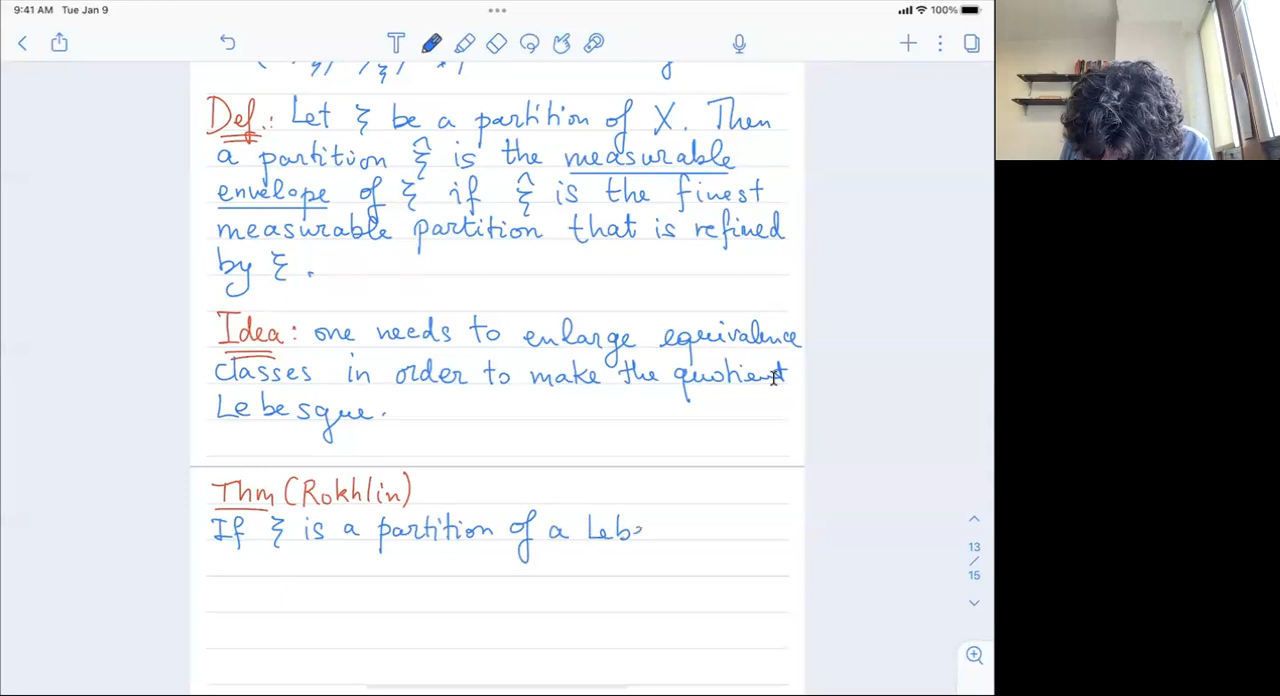 9:41 AM Tue Jan 9
100%
Def.: Let ξ be a partition of X. Then
a partition ξ̂ is the measurable
envelope of ξ if ξ̂ is the finest
measurable partition that is refined
by ξ.
Idea: one needs to enlarge equivalence
classes in order to make the quotient
Lebesgue.
Thm (Rokhlin)
If ξ is a partition of a Leb
13
/
15